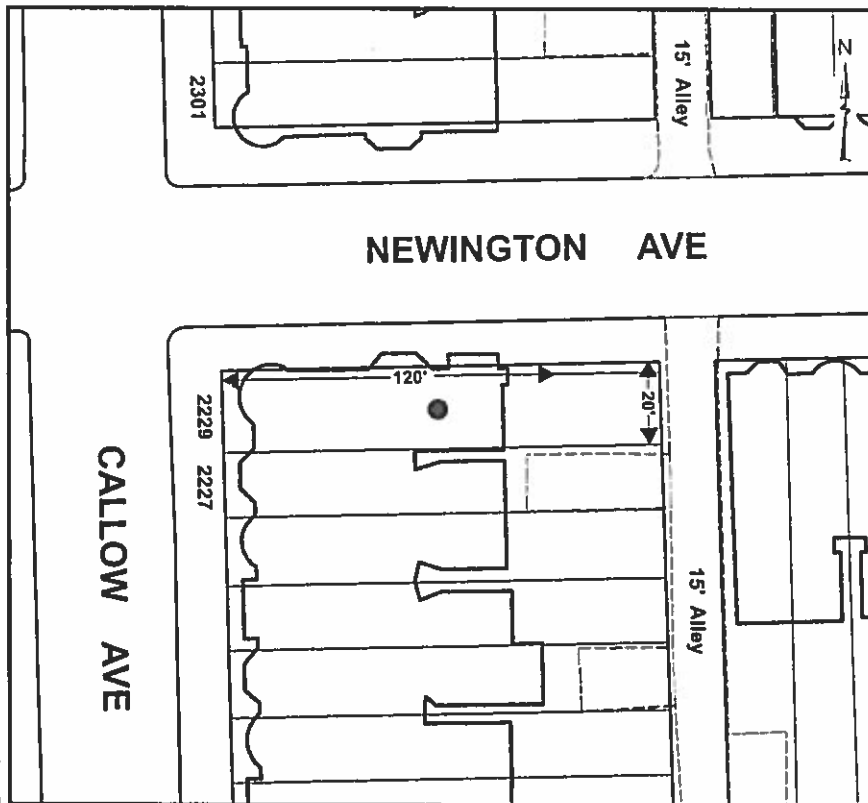 2301
15' Alley
N
NEWINGTON AVE
120'
20'
2229
2227
CALLOW AVE
15' Alley